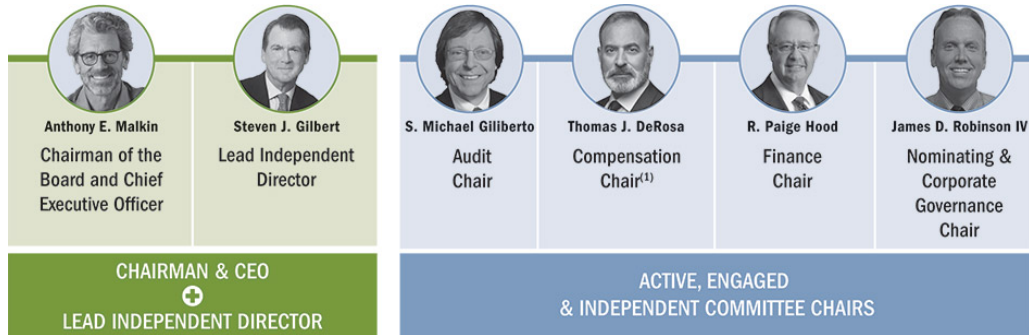 Anthony E. Malkin
Chairman of the
Board and Chief
Executive Officer
Steven J. Gilbert
Lead Independent
Director
S. Michael Giliberto
Audit
Chair
Thomas J. DeRosa
Compensation
Chair(1)
R. Paige Hood
Finance
Chair
James D. Robinson IV
Nominating &
Corporate
Governance
Chair
CHAIRMAN & CEO
+
LEAD INDEPENDENT DIRECTOR
ACTIVE, ENGAGED
& INDEPENDENT COMMITTEE CHAIRS